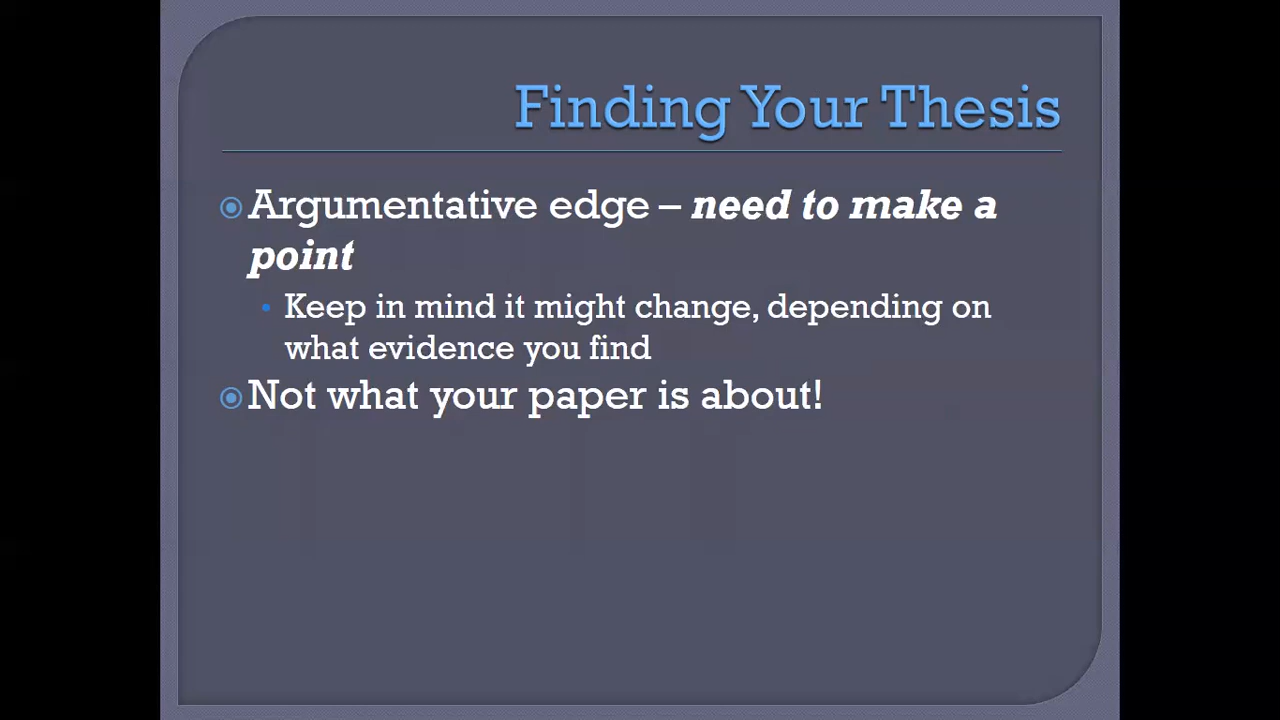 Finding Your Thesis
Argumentative edge – need to make a
point
Keep in mind it might change, depending on
what evidence you find
Not what your paper is about!